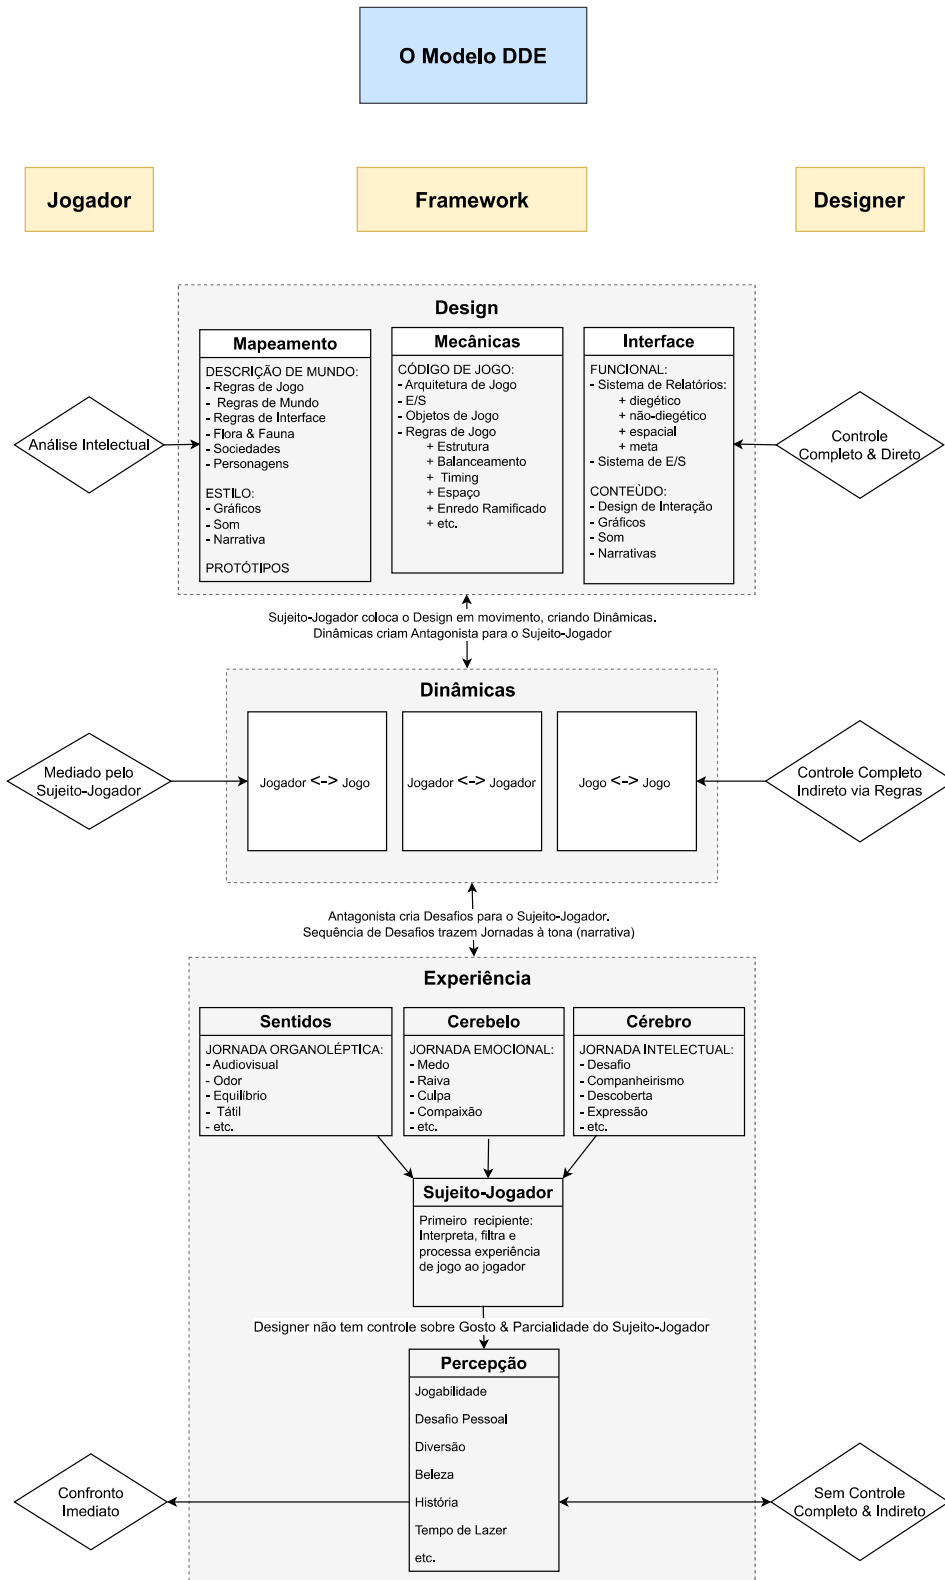 O Modelo DDE
Jogador
Framework
Designer
Design
Mapeamento
DESCRIÇÃO DE MUNDO:
- Regras de Jogo
- Regras de Mundo
- Regras de Interface
- Flora & Fauna
- Sociedades
- Personagens
ESTILO:
- Gráficos
- Som
- Narrativa
PROTÓTIPOS
Mecânicas
CÓDIGO DE JOGO:
- Arquitetura de Jogo
- E/S
- Objetos de Jogo
- Regras de Jogo
+ Estrutura
+ Balanceamento
+ Timing
+ Espaço
+ Enredo Ramificado
+ etc.
Interface
FUNCIONAL:
- Sistema de Relatórios:
+ diegético
+ não-diegético
+ espacial
+ meta
- Sistema de E/S
CONTEÙDO:
- Design de Interação
- Gráficos
- Som
- Narrativas
Análise Intelectual
Controle
Completo & Direto
Sujeito-Jogador coloca o Design em movimento, criando Dinâmicas.
Dinâmicas criam Antagonista para o Sujeito-Jogador
Dinâmicas
Jogador <-> Jogo
Jogador <-> Jogador
Jogo <-> Jogo
Mediado pelo
Sujeito-Jogador
Controle Completo
Indireto via Regras
Antagonista cria Desafios para o Sujeito-Jogador.
Sequência de Desafios trazem Jornadas à tona (narrativa)
Experiência
Sentidos
JORNADA ORGANOLÉPTICA:
- Audiovisual
- Odor
- Equilíbrio
- Tátil
- etc.
Cerebelo
JORNADA EMOCIONAL:
- Medo
- Raiva
- Culpa
- Compaixão
- etc.
Cérebro
JORNADA INTELECTUAL:
- Desafio
- Companheirismo
- Descoberta
- Expressão
- etc.
Sujeito-Jogador
Primeiro recipiente:
Interpreta, filtra e
processa experiência
de jogo ao jogador
Designer não tem controle sobre Gosto & Parcialidade do Sujeito-Jogador
Percepção
Jogabilidade
Desafio Pessoal
Diversão
Beleza
História
Tempo de Lazer
etc.
Confronto
Imediato
Sem Controle
Completo & Indireto